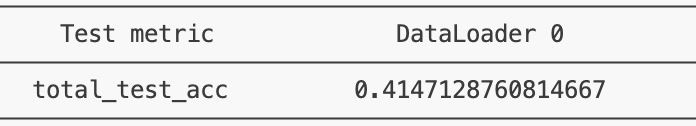 Test metric DataLoader 0
total_test_acc 0.4147128760814667